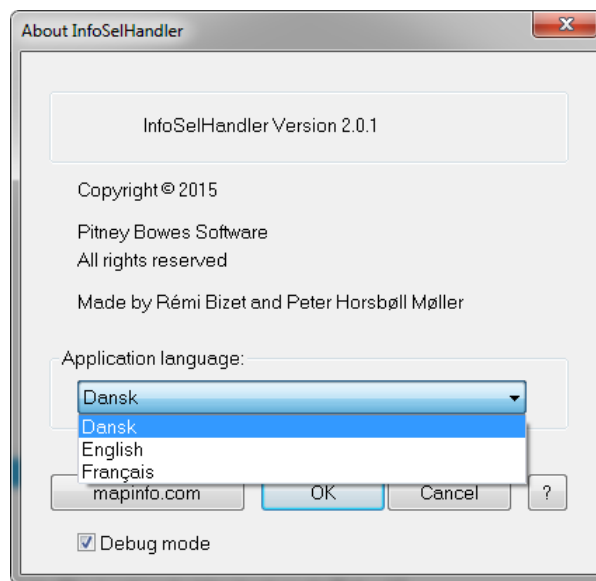 About InfoSelHandler
InfoSelHandler Version 2.0.1
Copyright © 2015
Pitney Bowes Software
All rights reserved
Made by Rémi Bizet and Peter Horsbøll Møller
Application language:
Dansk
Dansk
English
Français
mapinfo.com
OK
Cancel
?
Debug mode